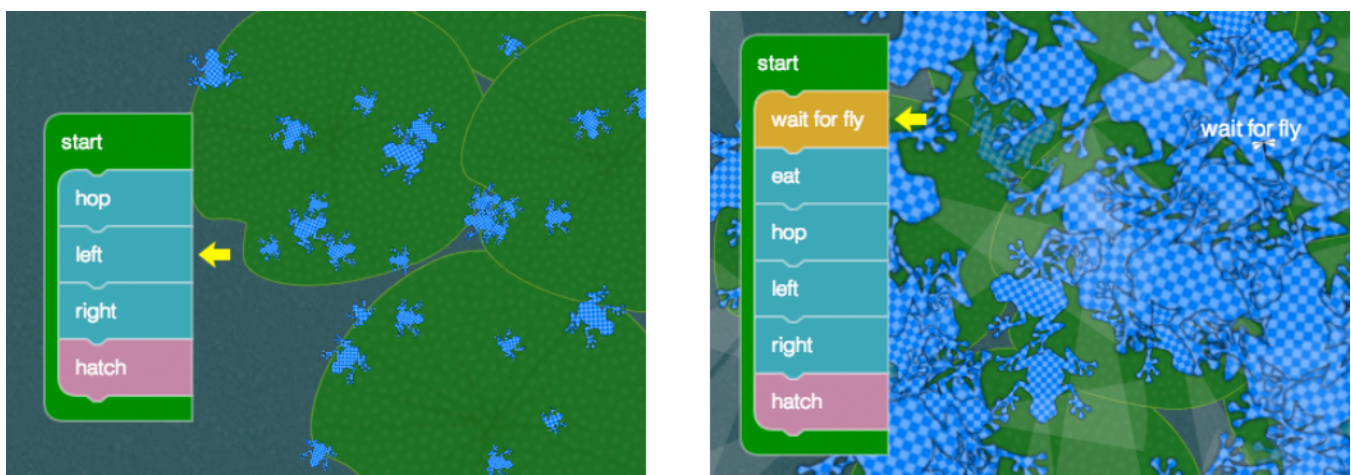 start
hop
left
right
hatch
start
wait for fly
eat
hop
left
right
hatch
wait for fly